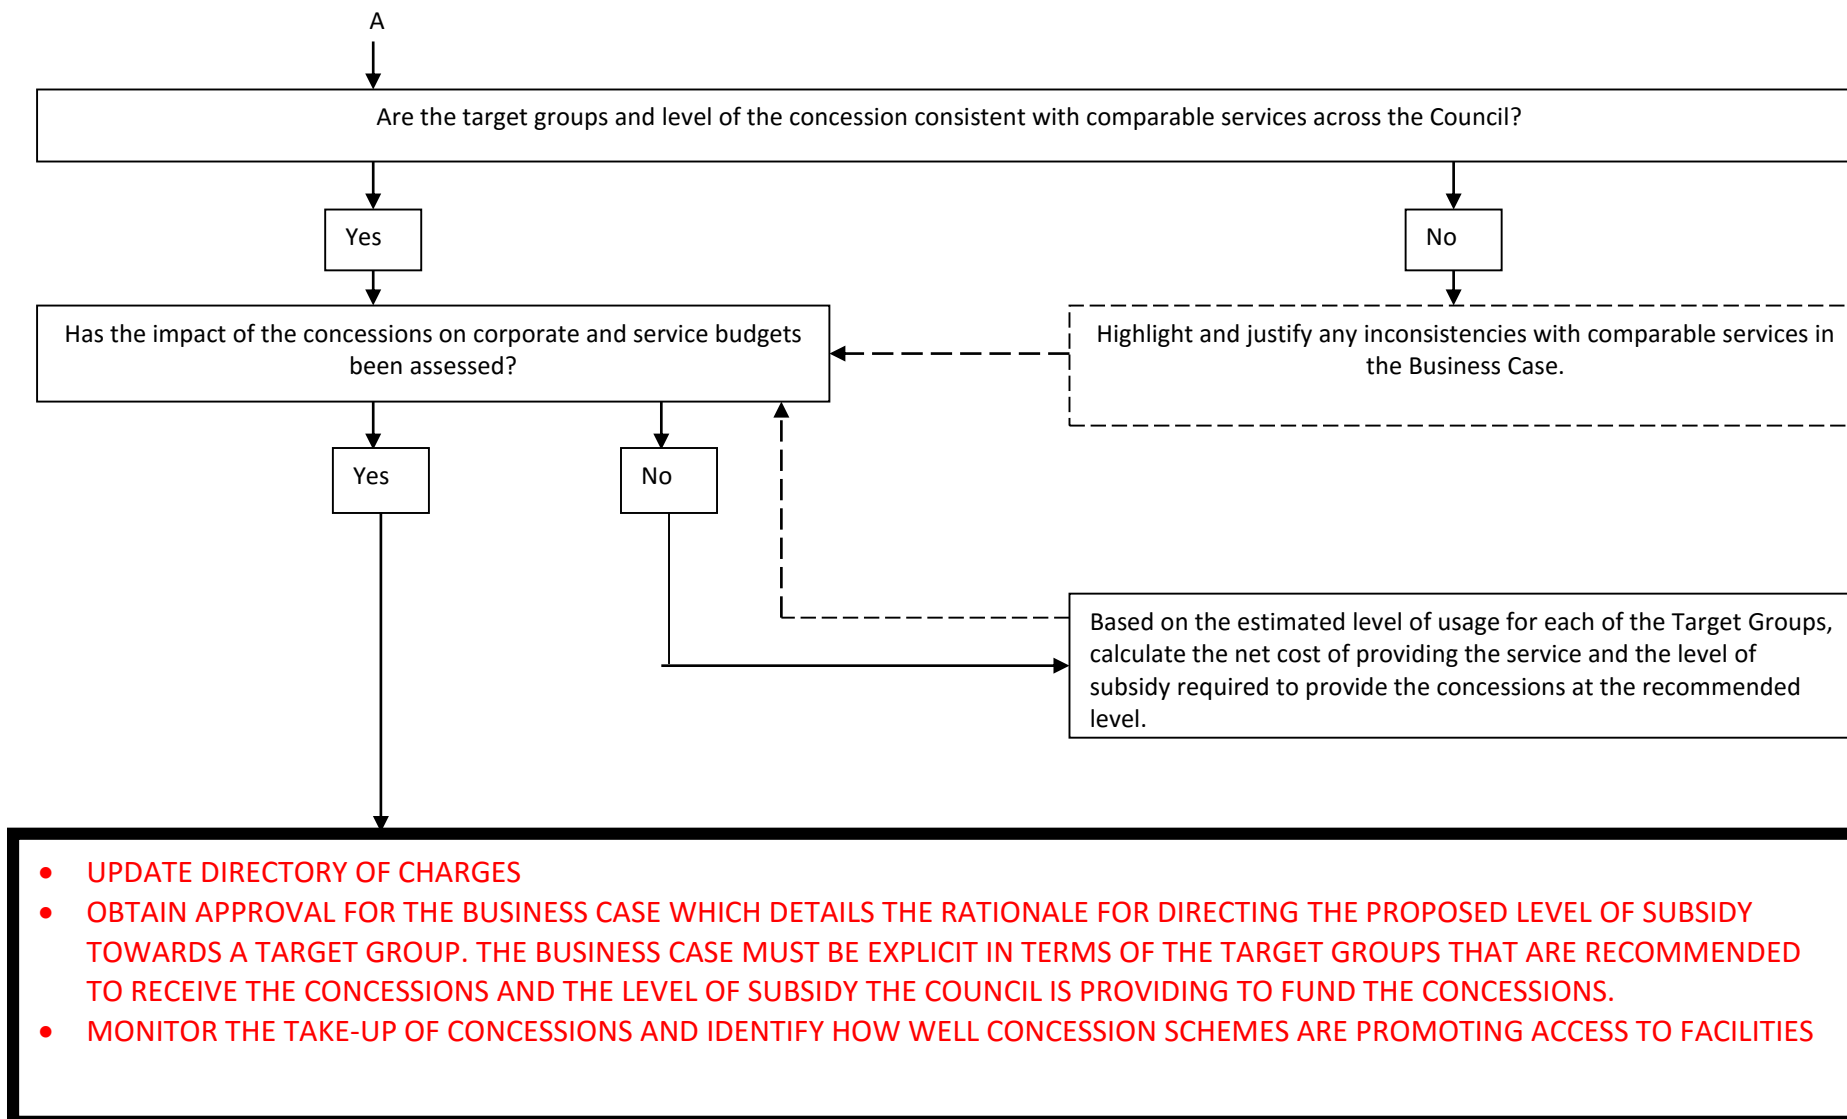 A
Are the target groups and level of the concession consistent with comparable services across the Council?
Yes
No
Has the impact of the concessions on corporate and service budgets
been assessed?
Highlight and justify any inconsistencies with comparable services in
the Business Case.
Yes
No
Based on the estimated level of usage for each of the Target Groups,
calculate the net cost of providing the service and the level of
subsidy required to provide the concessions at the recommended
level.
• UPDATE DIRECTORY OF CHARGES
• OBTAIN APPROVAL FOR THE BUSINESS CASE WHICH DETAILS THE RATIONALE FOR DIRECTING THE PROPOSED LEVEL OF SUBSIDY
TOWARDS A TARGET GROUP. THE BUSINESS CASE MUST BE EXPLICIT IN TERMS OF THE TARGET GROUPS THAT ARE RECOMMENDED
TO RECEIVE THE CONCESSIONS AND THE LEVEL OF SUBSIDY THE COUNCIL IS PROVIDING TO FUND THE CONCESSIONS.
• MONITOR THE TAKE-UP OF CONCESSIONS AND IDENTIFY HOW WELL CONCESSION SCHEMES ARE PROMOTING ACCESS TO FACILITIES